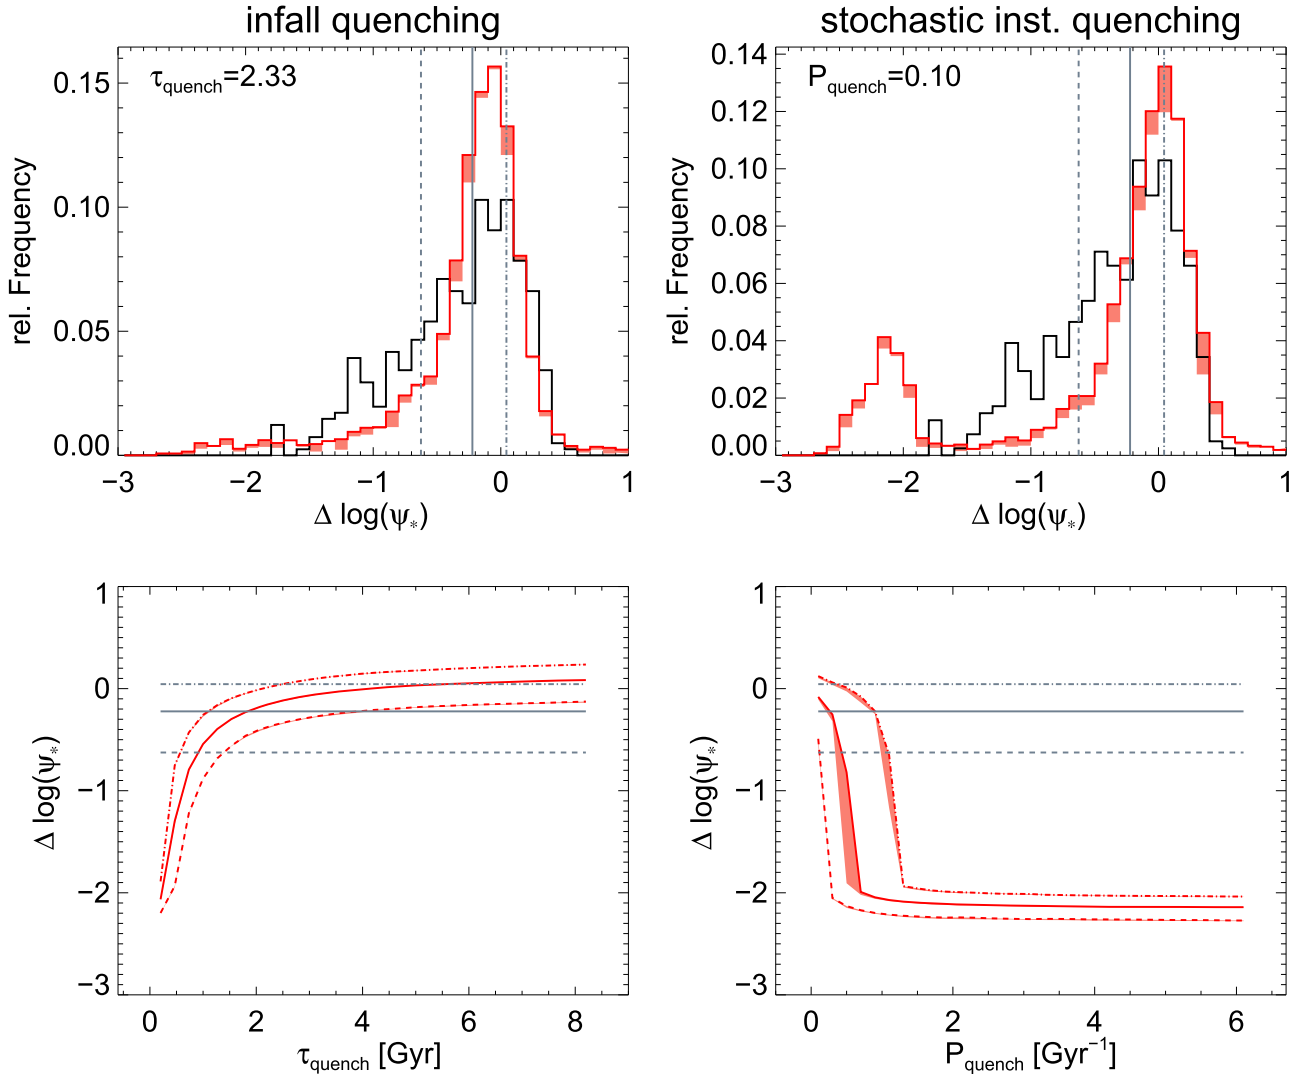 infall quenching
stochastic inst. quenching
τquench=2.33
Pquench=0.10
rel. Frequency
0.15
0.10
0.05
0.00
−3 −2 −1 0 1
Δ log(ψ*)
rel. Frequency
0.14
0.12
0.10
0.08
0.06
0.04
0.02
0.00
−3 −2 −1 0 1
Δ log(ψ*)
Δ log(ψ*)
1
0
−1
−2
−3
0 2 4 6 8
τquench [Gyr]
Δ log(ψ*)
1
0
−1
−2
−3
0 2 4 6
Pquench [Gyr−1]